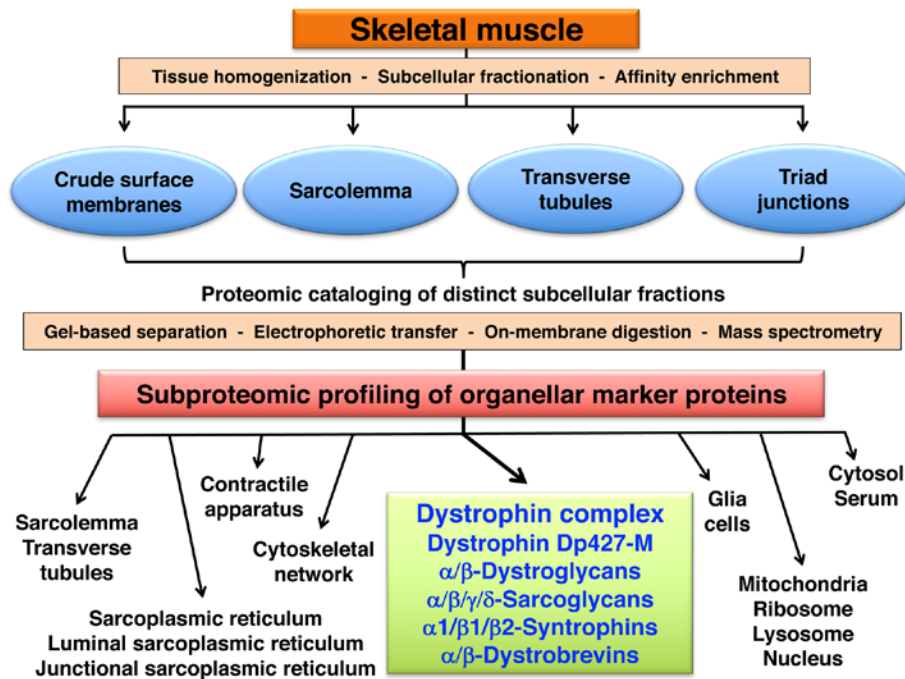 Skeletal muscle
Tissue homogenization - Subcellular fractionation - Affinity enrichment
Crude surface
membranes
Sarcolemma
Transverse
tubules
Triad
junctions
Proteomic cataloging of distinct subcellular fractions
Gel-based separation - Electrophoretic transfer - On-membrane digestion - Mass spectrometry
Subproteomic profiling of organellar marker proteins
Sarcolemma
Transverse
tubules
Sarcoplasmic reticulum
Luminal sarcoplasmic reticulum
Junctional sarcoplasmic reticulum
Contractile
apparatus
Cytoskeletal
network
Dystrophin complex
Dystrophin Dp427-M
α/β-Dystroglycans
α/β/γ/δ-Sarcoglycans
α1/β1/β2-Syntrophins
α/β-Dystrobrevins
Glia
cells
Mitochondria
Ribosome
Lysosome
Nucleus
Cytosol
Serum